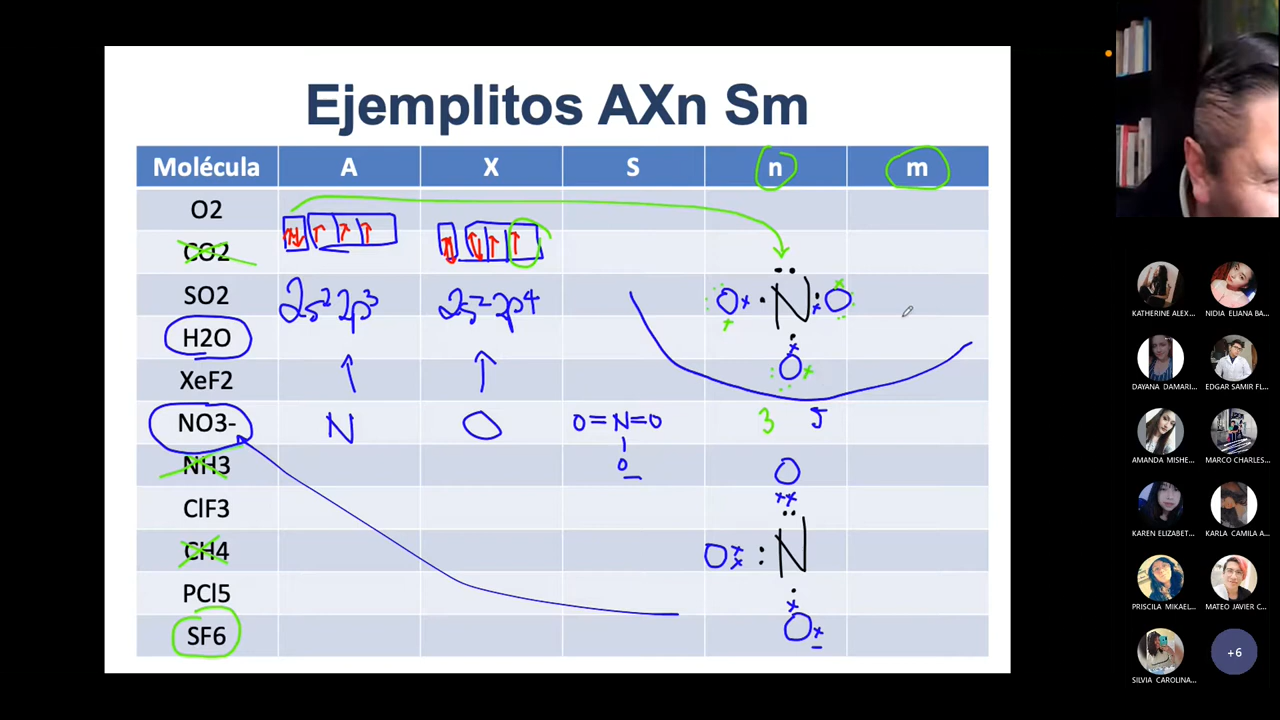 Ejemplitos AXn Sm
Molécula A X S n m
O2
CO2
SO2 2s² 2p³ 2s² 2p⁴ O N O
O
H2O
XeF2
NO3- N O O=N=O 3 5
O
NH3 O
ClF3
CH4 O N
PCl5
SF6 O
KATHERINE ALEX...
NIDIA ELIANA BA...
DAYANA DAMARI...
EDGAR SAMIR FL...
AMANDA MISHE...
MARCO CHARLES...
KAREN ELIZABET...
KARLA CAMILA A...
PRISCILA MIKAEL...
MATEO JAVIER C...
SILVIA CAROLINA...
+6